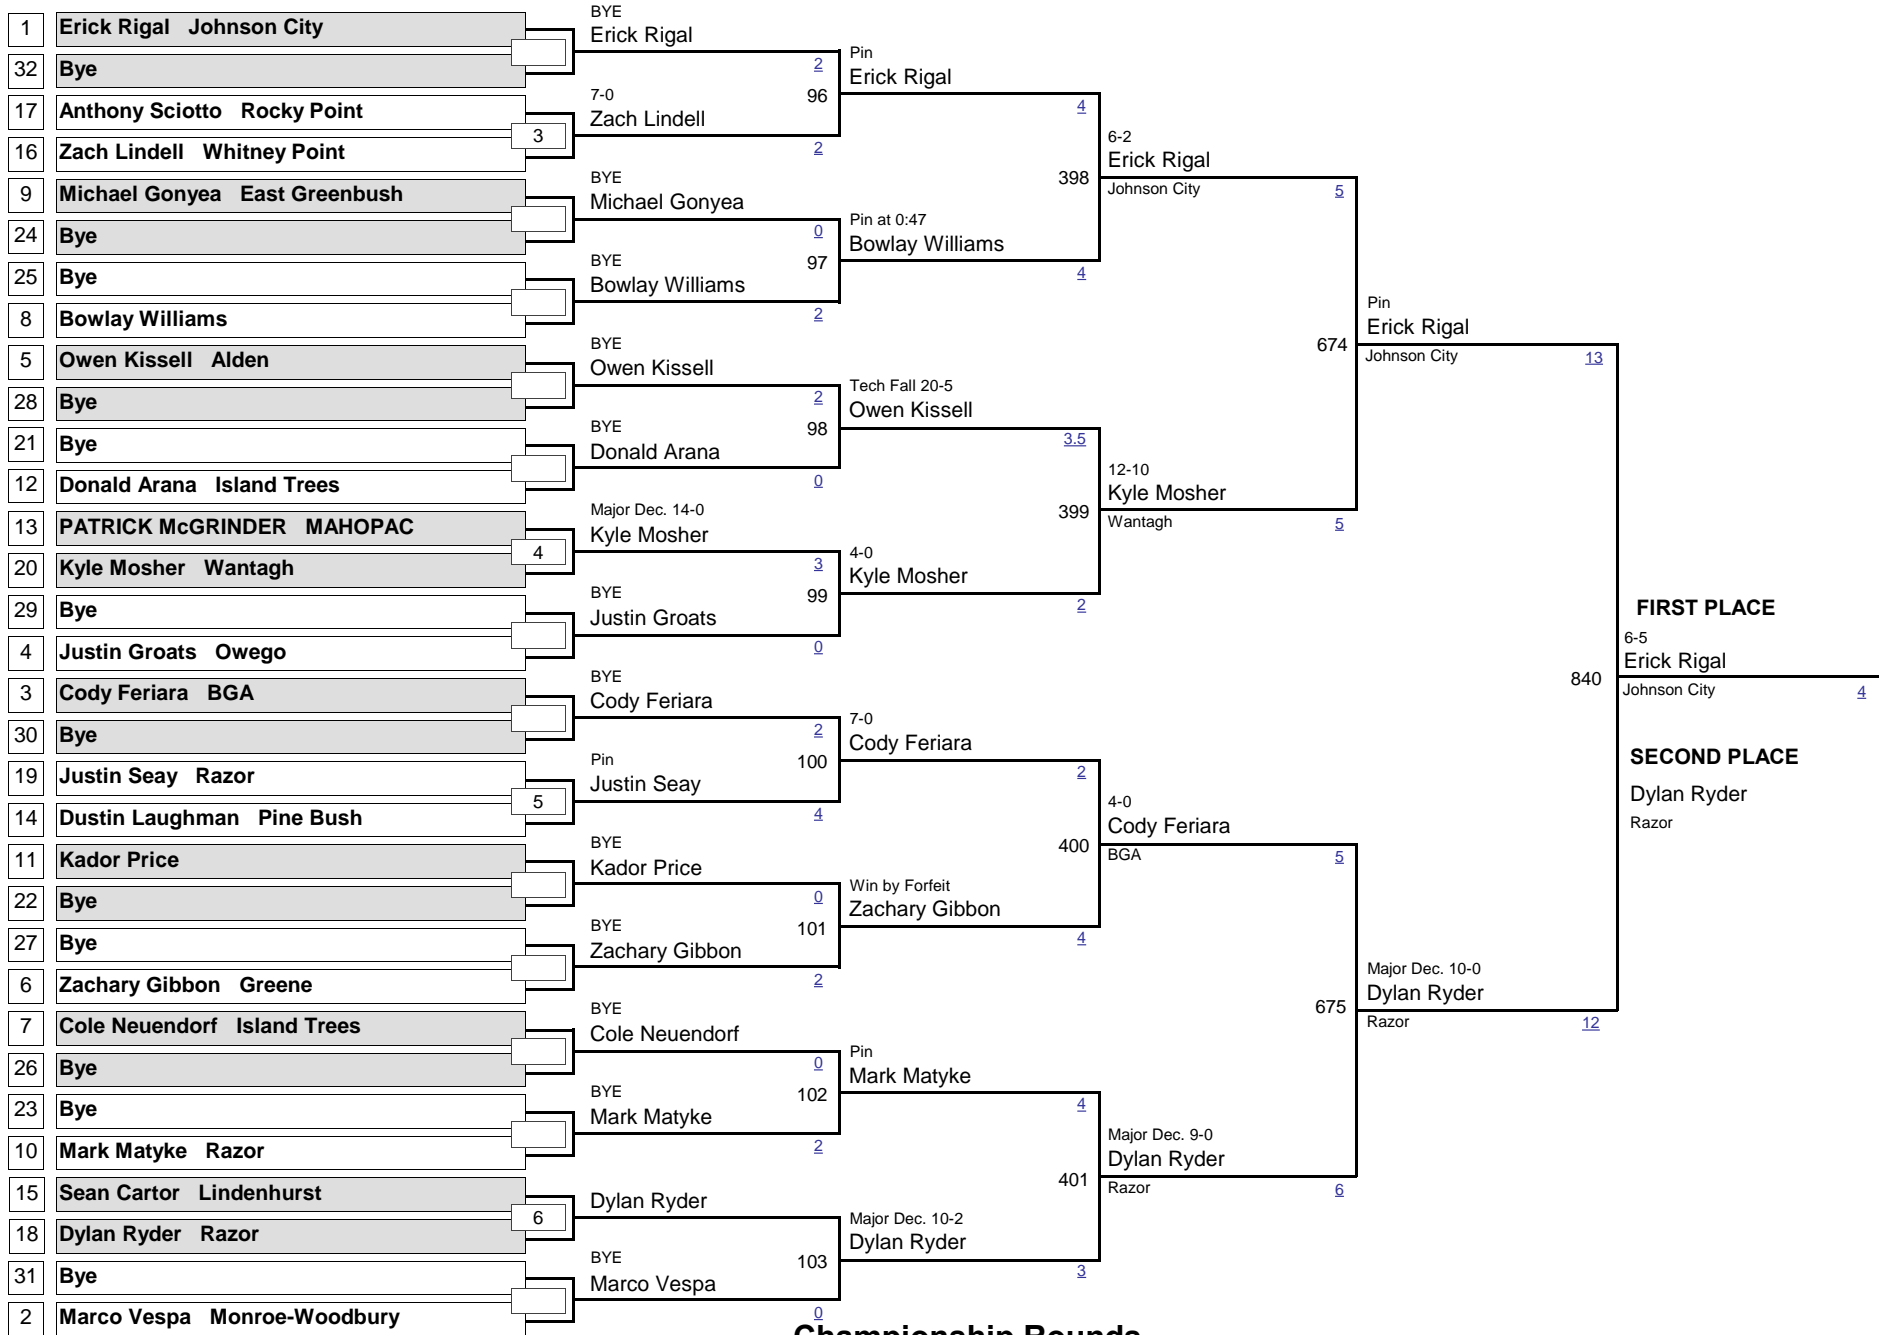 1 Erick Rigal Johnson City
32 Bye
17 Anthony Sciotto Rocky Point
3
16 Zach Lindell Whitney Point
9 Michael Gonyea East Greenbush
24 Bye
25 Bye
8 Bowlay Williams
5 Owen Kissell Alden
28 Bye
21 Bye
12 Donald Arana Island Trees
13 PATRICK McGRINDER MAHOPAC
4
20 Kyle Mosher Wantagh
29 Bye
4 Justin Groats Owego
3 Cody Feriara BGA
30 Bye
19 Justin Seay Razor
5
14 Dustin Laughman Pine Bush
11 Kador Price
22 Bye
27 Bye
6 Zachary Gibbon Greene
7 Cole Neuendorf Island Trees
26 Bye
23 Bye
10 Mark Matyke Razor
15 Sean Cartor Lindenhurst
6
18 Dylan Ryder Razor
31 Bye
2 Marco Vespa Monroe-Woodbury
BYE
Erick Rigal
2
7-0
96
Zach Lindell
2
BYE
Michael Gonyea
0
BYE
97
Bowlay Williams
2
BYE
Owen Kissell
2
BYE
98
Donald Arana
0
Major Dec. 14-0
Kyle Mosher
3
BYE
99
Justin Groats
0
BYE
Cody Feriara
2
Pin
100
Justin Seay
4
BYE
Kador Price
0
BYE
101
Zachary Gibbon
2
BYE
Cole Neuendorf
0
BYE
102
Mark Matyke
2
Dylan Ryder
BYE
103
Marco Vespa
0
Pin
Erick Rigal
4
398
Pin at 0:47
Bowlay Williams
4
Tech Fall 20-5
Owen Kissell
3.5
399
4-0
Kyle Mosher
2
7-0
Cody Feriara
2
400
Win by Forfeit
Zachary Gibbon
4
Pin
Mark Matyke
4
401
Major Dec. 10-2
Dylan Ryder
3
6-2
Erick Rigal
Johnson City
5
674
12-10
Kyle Mosher
Wantagh
5
4-0
Cody Feriara
BGA
5
675
Major Dec. 9-0
Dylan Ryder
Razor
6
Pin
Erick Rigal
Johnson City
13
840
Major Dec. 10-0
Dylan Ryder
Razor
12
FIRST PLACE
6-5
Erick Rigal
Johnson City
4
SECOND PLACE
Dylan Ryder
Razor
Championship Rounds